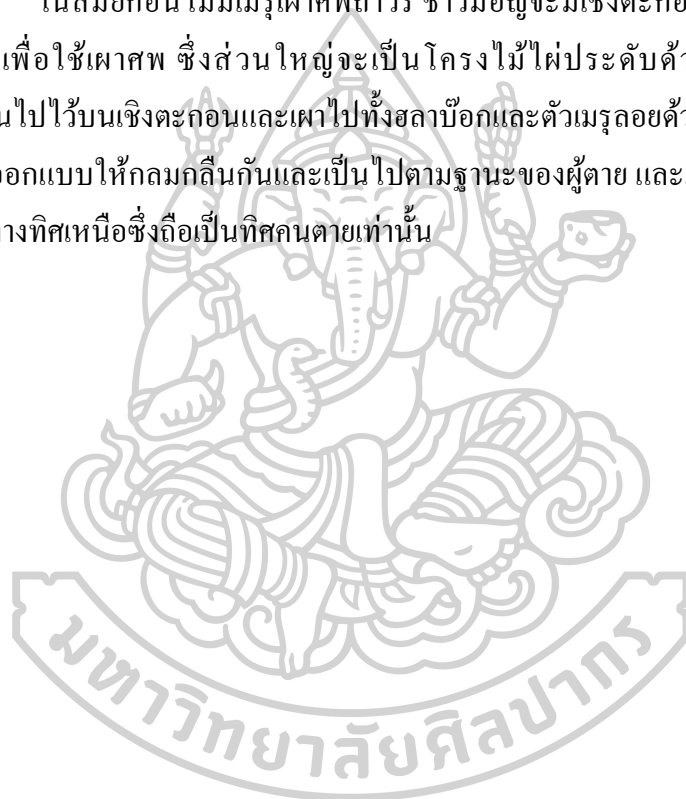 ในสมัยก่อนไม่มีเมรุเผาศพถาวร ชาวมอญจะมีเชิงตะกอ
เพื่อใช้เผาศพ ซึ่งส่วนใหญ่จะเป็นโครงไม้ไผ่ประดับด้ว
นไปไว้บนเชิงตะกอนและเผาไปทั้งฮลาบ๊อกและตัวเมรุลอยด้ว
ออกแบบให้กลมกลืนกันและเป็นไปตามฐานะของผู้ตาย และ
างทิศเหนือซึ่งถือเป็นทิศคนตายเท่านั้น
มหาวิทยาลัยศิลปากร